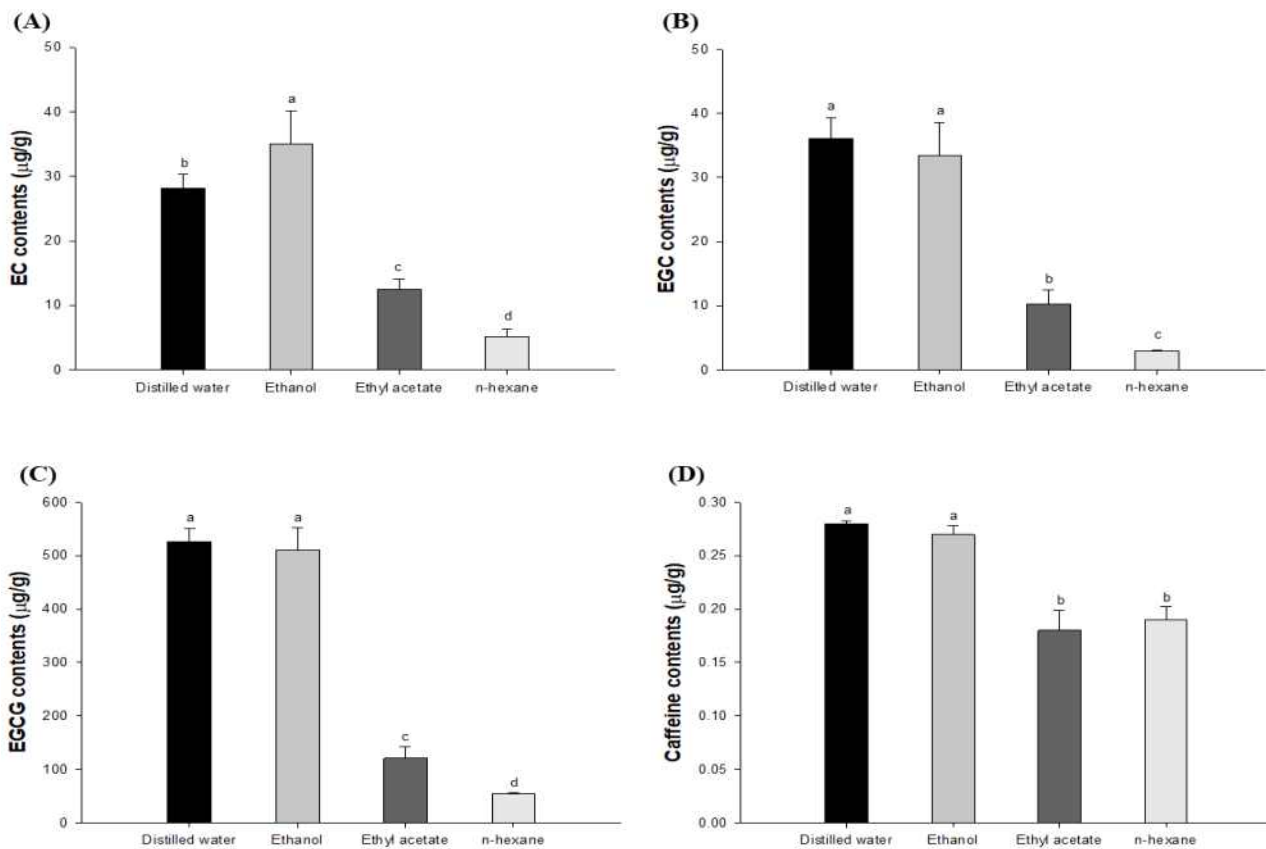 (A)
EC contents (μg/g)
50
40
30
20
10
0
b
a
c
d
Distilled water Ethanol Ethyl acetate n-hexane
(B)
EGC contents (μg/g)
50
40
30
20
10
0
a
a
b
c
Distilled water Ethanol Ethyl acetate n-hexane
(C)
EGCG contents (μg/g)
600
500
400
300
200
100
0
a
a
c
d
Distilled water Ethanol Ethyl acetate n-hexane
(D)
Caffeine contents (μg/g)
0.30
0.25
0.20
0.15
0.10
0.05
0.00
a
a
b
b
Distilled water Ethanol Ethyl acetate n-hexane